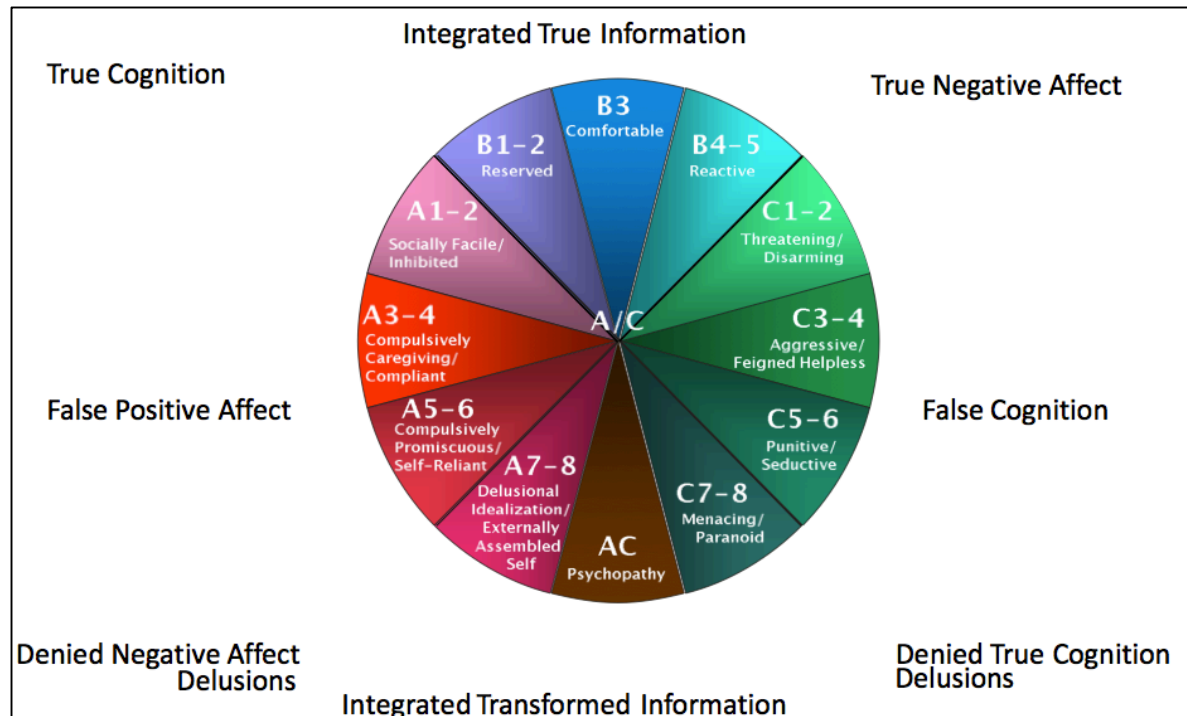 Integrated True Information
True Cognition
True Negative Affect
B3
Comfortable
B1-2
Reserved
B4-5
Reactive
A1-2
Socially Facile/
Inhibited
C1-2
Threatening/
Disarming
A3-4
Compulsively
Caregiving/
Compliant
A/C
C3-4
Aggressive/
Feigned Helpless
False Positive Affect
False Cognition
A5-6
Compulsively
Promiscuous/
Self-Reliant
C5-6
Punitive/
Seductive
A7-8
Delusional
Idealization/
Externally
Assembled
Self
C7-8
Menacing/
Paranoid
AC
Psychopathy
Denied Negative Affect
Delusions
Denied True Cognition
Delusions
Integrated Transformed Information